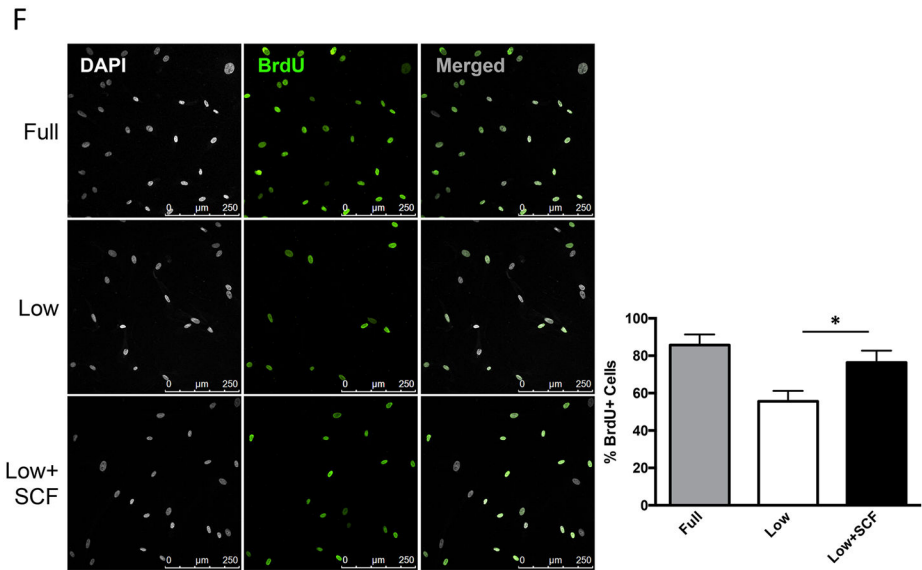 F
DAPI BrdU Merged
Full
0 µm 250 0 µm 250 0 µm 250
Low
0 µm 250 0 µm 250 0 µm 250
Low+
SCF
0 µm 250 0 µm 250 0 µm 250
% BrdU+ Cells
100
80
60
40
20
0
*
Full Low Low+SCF